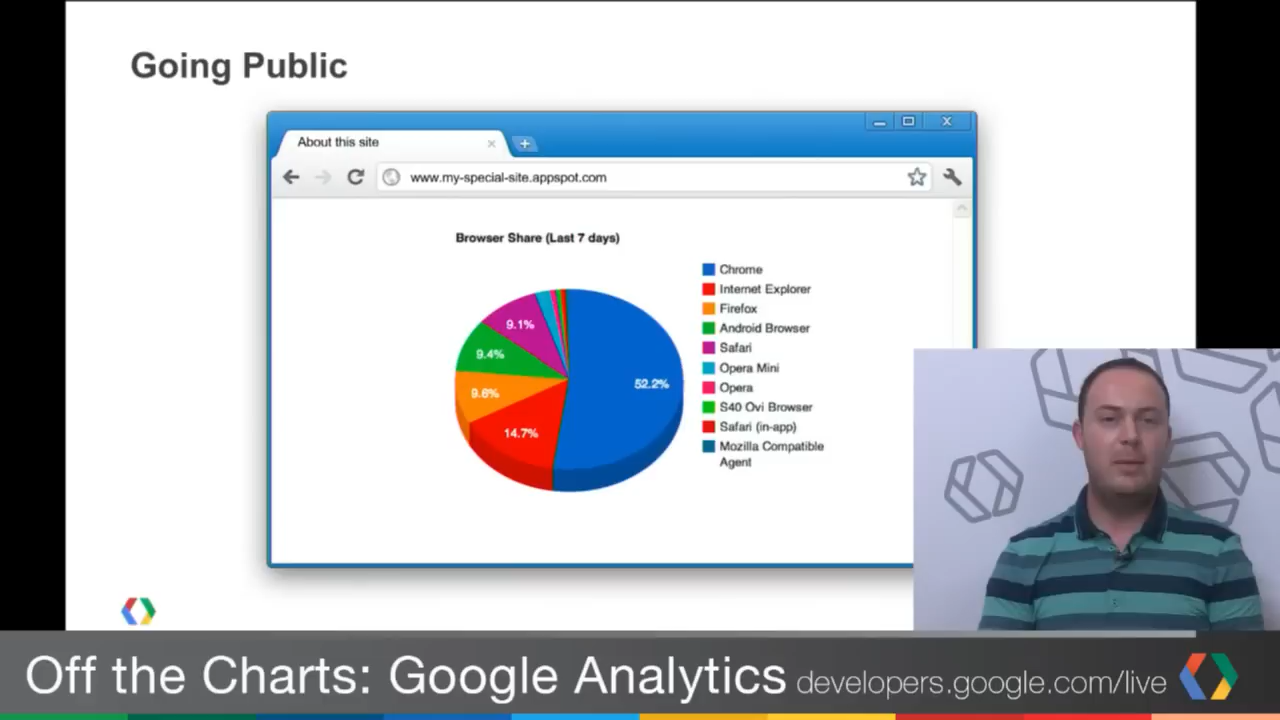 Going Public
About this site
www.my-special-site.appspot.com
Browser Share (Last 7 days)
Chrome
Internet Explorer
Firefox
Android Browser
Safari
Opera Mini
Opera
S40 Ovi Browser
Safari (in-app)
Mozilla Compatible
Agent
9.1%
9.4%
9.8%
14.7%
52.2%
Off the Charts: Google Analytics developers.google.com/live